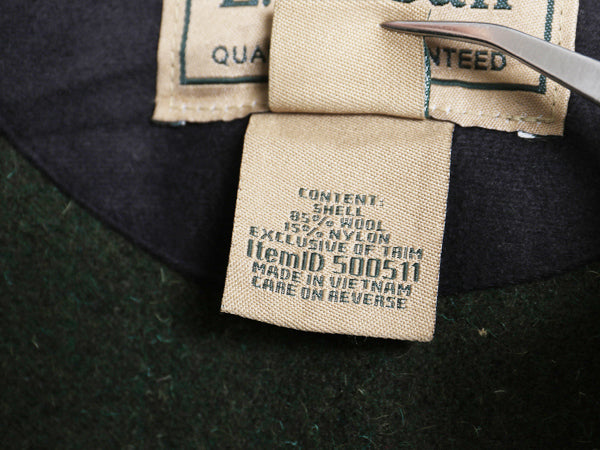 QUA NTEED
CONTENT:
SHELL
85% WOOL
15% NYLON
EXCLUSIVE OF TRIM
ItemID 500511
MADE IN VIETNAM
CARE ON REVERSE